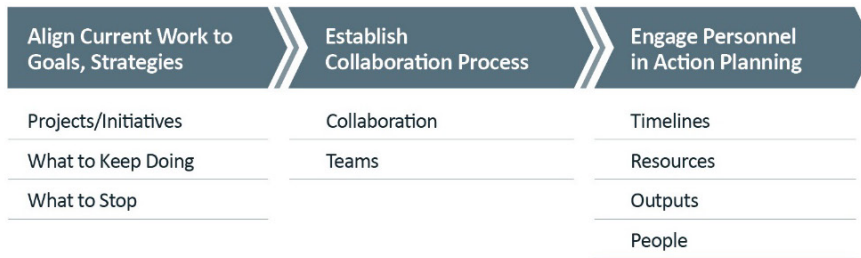 Align Current Work to
Goals, Strategies
Projects/Initiatives
What to Keep Doing
What to Stop
Establish
Collaboration Process
Collaboration
Teams
Engage Personnel
in Action Planning
Timelines
Resources
Outputs
People